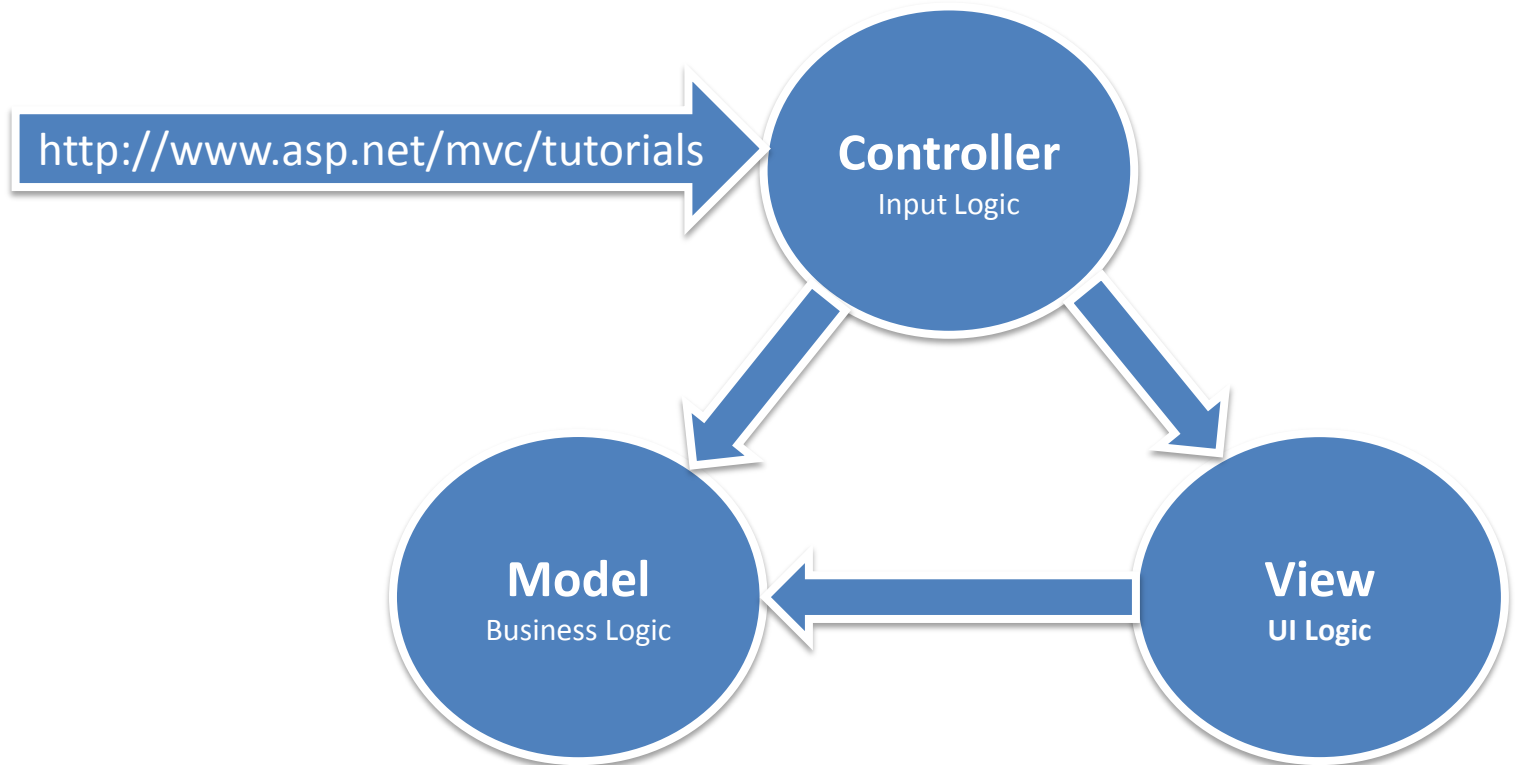 http://www.asp.net/mvc/tutorials
Controller
Input Logic
Model
Business Logic
View
UI Logic